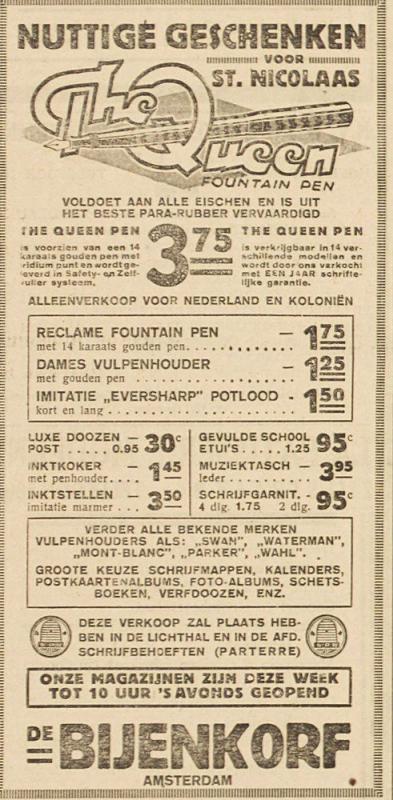 NUTTIGE GESCHENKEN
VOOR
ST. NICOLAAS
The Queen
FOUNTAIN PEN
VOLDOET AAN ALLE EISCHEN EN IS UIT
HET BESTE PARA-RUBBER VERVAARDIGD
THE QUEEN PEN
is voorzien van een 14
karaats gouden pen met
iridium punt en wordt ge-
leverd in Safety- en Zelf-
vuller systeem.
3 75
THE QUEEN PEN
is verkrijgbaar in 14 ver-
schillende modellen en
wordt door ons verkocht
met EEN JAAR schrifte-
lijke garantie.
ALLEENVERKOOP VOOR NEDERLAND EN KOLONIËN
RECLAME FOUNTAIN PEN — 1 75
met 14 karaats gouden pen. . . . . . . . . . . .
DAMES VULPENHOUDER — 1 25
met gouden pen . . . . . . . . . . . . . . . . .
IMITATIE „EVERSHARP” POTLOOD - 1 50
kort en lang . . . . . . . . . . . . . . . . . .
LUXE DOOZEN — 30c
POST . . . . . 0.95
INKTKOKER — 1 45
met penhouder. . . .
INKTSTELLEN — 3 50
imitatie marmer . . .
GEVULDE SCHOOL 95c
ETUI'S. . . . . 1.25
MUZIEKTASCH — 3 95
leder . . . . . . . . .
SCHRIJFGARNIT. - 95c
4 dlg. 1.75 2 dlg.
VERDER ALLE BEKENDE MERKEN
VULPENHOUDERS ALS: „SWAN”, „WATERMAN”,
„MONT-BLANC”, „PARKER”, „WAHL”.
GROOTE KEUZE SCHRIJFMAPPEN, KALENDERS,
POSTKAARTENALBUMS, FOTO-ALBUMS, SCHETS-
BOEKEN, VERFDOOZEN, ENZ.
DEZE VERKOOP ZAL PLAATS HEB-
BEN IN DE LICHTHAL EN IN DE AFD.
SCHRIJFBEHOEFTEN (PARTERRE)
ONZE MAGAZIJNEN ZIJN DEZE WEEK
TOT 10 UUR 'S AVONDS GEOPEND
DE BIJENKORF
AMSTERDAM